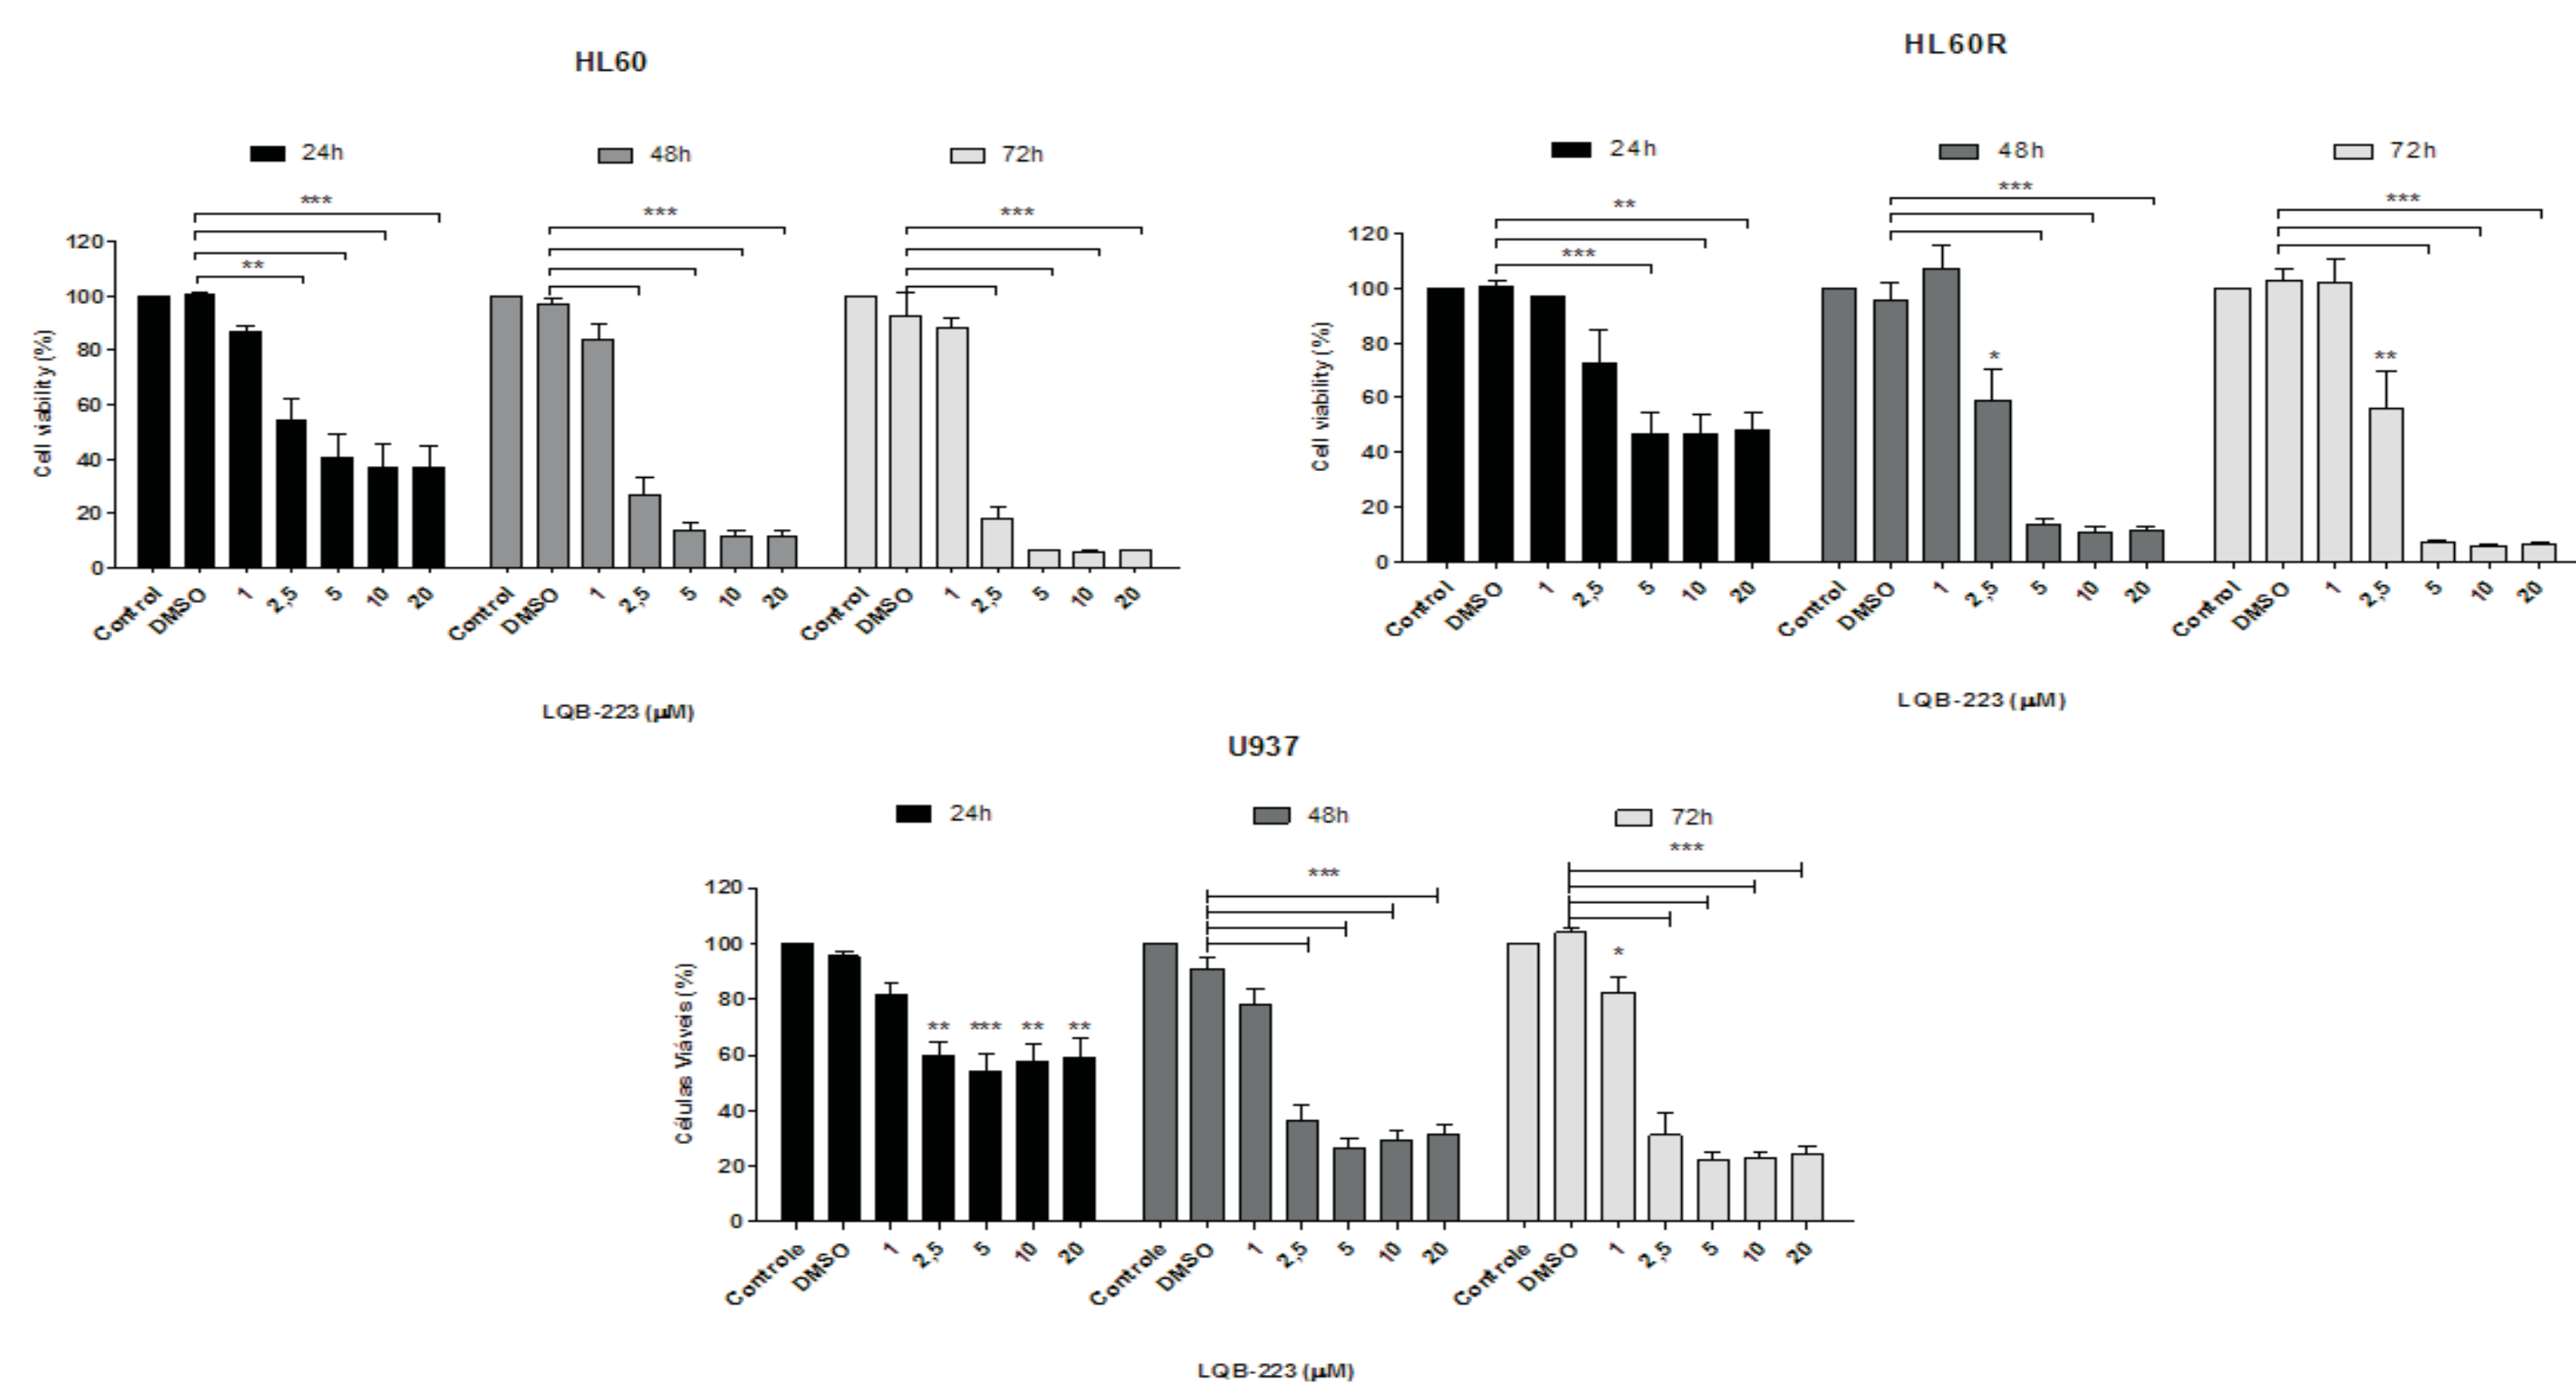 HL60
24h 48h 72h
*** *** ***
**
Cell viability (%)
120
100
80
60
40
20
0
Control DMSO 1 2,5 5 10 20 Control DMSO 1 2,5 5 10 20 Control DMSO 1 2,5 5 10 20
LQB-223 (μM)
HL60R
24h 48h 72h
** *** ***
***
* **
Cell viability (%)
120
100
80
60
40
20
0
Control DMSO 1 2,5 5 10 20 Control DMSO 1 2,5 5 10 20 Control DMSO 1 2,5 5 10 20
LQB-223 (μM)
U937
24h 48h 72h
*** ***
*
** *** ** **
Células Viáveis (%)
120
100
80
60
40
20
0
Controle DMSO 1 2,5 5 10 20 Controle DMSO 1 2,5 5 10 20 Controle DMSO 1 2,5 5 10 20
LQB-223 (μM)